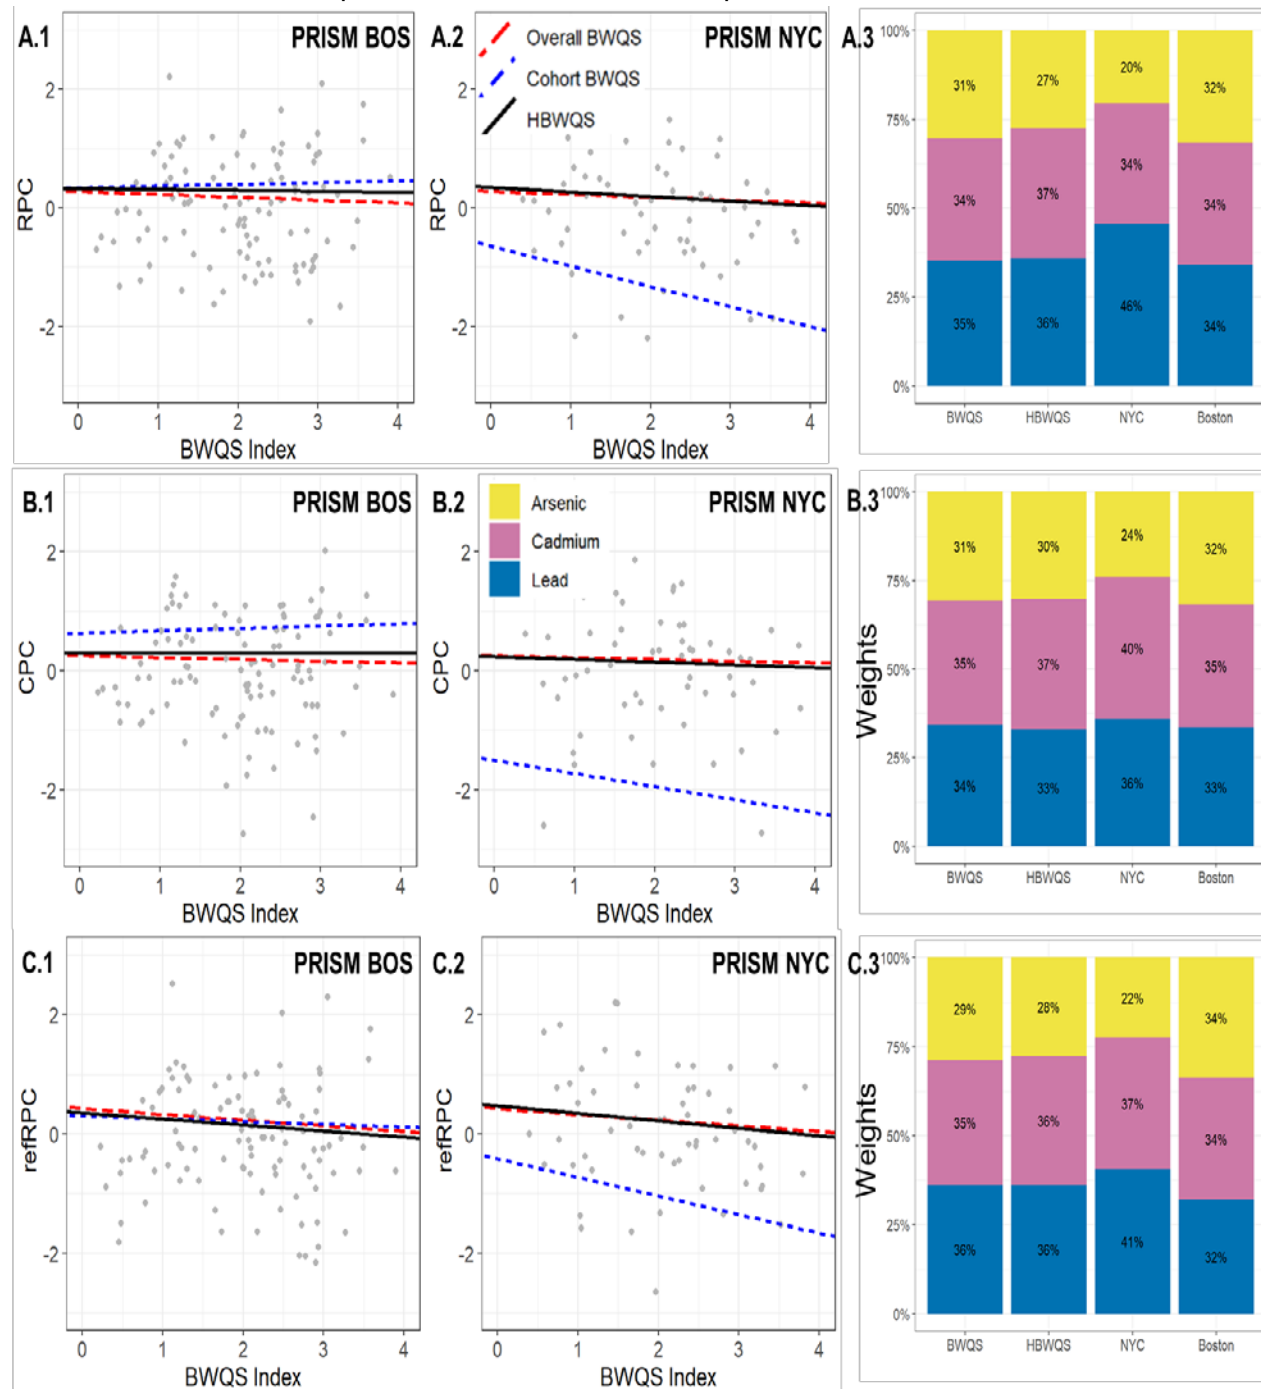 A.1 PRISM BOS
2
0
-2
RPC
0 1 2 3 4
BWQS Index
A.2 PRISM NYC
Overall BWQS
Cohort BWQS
HBWQS
2
0
-2
RPC
0 1 2 3 4
BWQS Index
A.3
100%
75%
50%
25%
0%
31% 27% 20% 32%
34% 37% 34% 34%
35% 36% 46% 34%
BWQS HBWQS NYC Boston
B.1 PRISM BOS
2
0
-2
CPC
0 1 2 3 4
BWQS Index
B.2 PRISM NYC
Arsenic
Cadmium
Lead
2
0
-2
CPC
0 1 2 3 4
BWQS Index
B.3
Weights
100%
75%
50%
25%
0%
31% 30% 24% 32%
35% 37% 40% 35%
34% 33% 36% 33%
BWQS HBWQS NYC Boston
C.1 PRISM BOS
2
0
-2
refRPC
0 1 2 3 4
BWQS Index
C.2 PRISM NYC
2
0
-2
refRPC
0 1 2 3 4
BWQS Index
C.3
Weights
100%
75%
50%
25%
0%
29% 28% 22% 34%
35% 36% 37% 34%
36% 36% 41% 32%
BWQS HBWQS NYC Boston